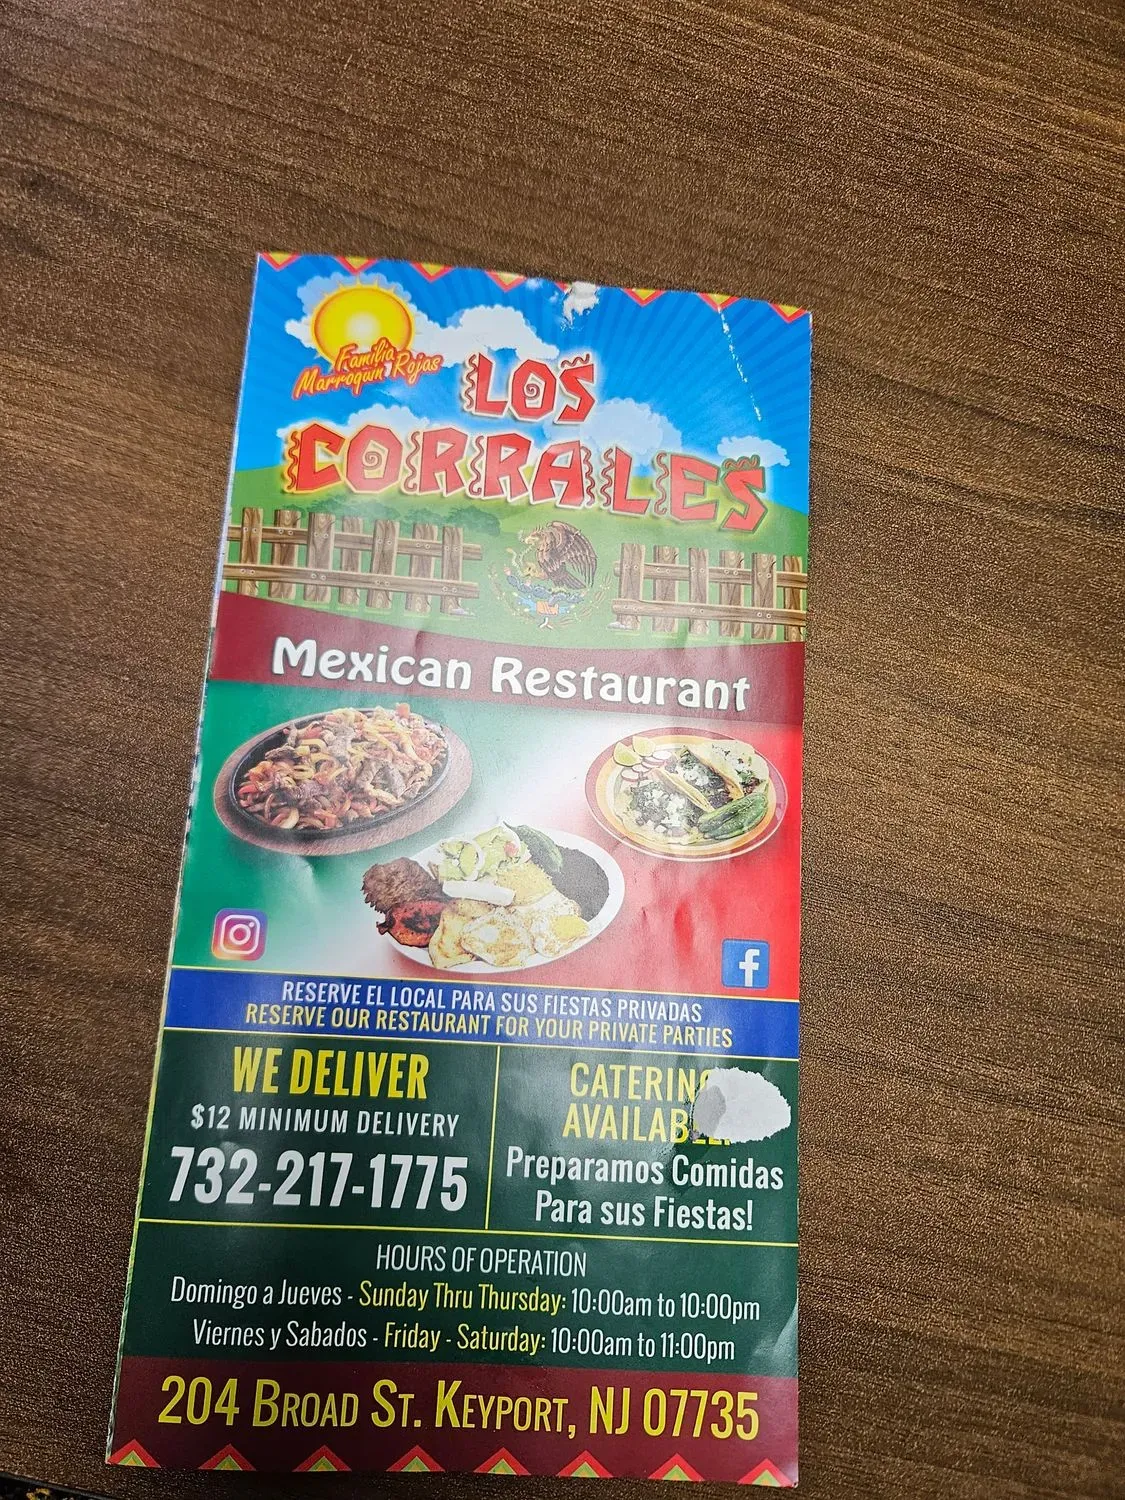 Familia
Marroquin Rojas
LOS
CORRALES
Mexican Restaurant
RESERVE EL LOCAL PARA SUS FIESTAS PRIVADAS
RESERVE OUR RESTAURANT FOR YOUR PRIVATE PARTIES
WE DELIVER
$12 MINIMUM DELIVERY
732-217-1775
CATERING
AVAILABLE
Preparamos Comidas
Para sus Fiestas!
HOURS OF OPERATION
Domingo a Jueves - Sunday Thru Thursday: 10:00am to 10:00pm
Viernes y Sabados - Friday - Saturday: 10:00am to 11:00pm
204 BROAD ST. KEYPORT, NJ 07735